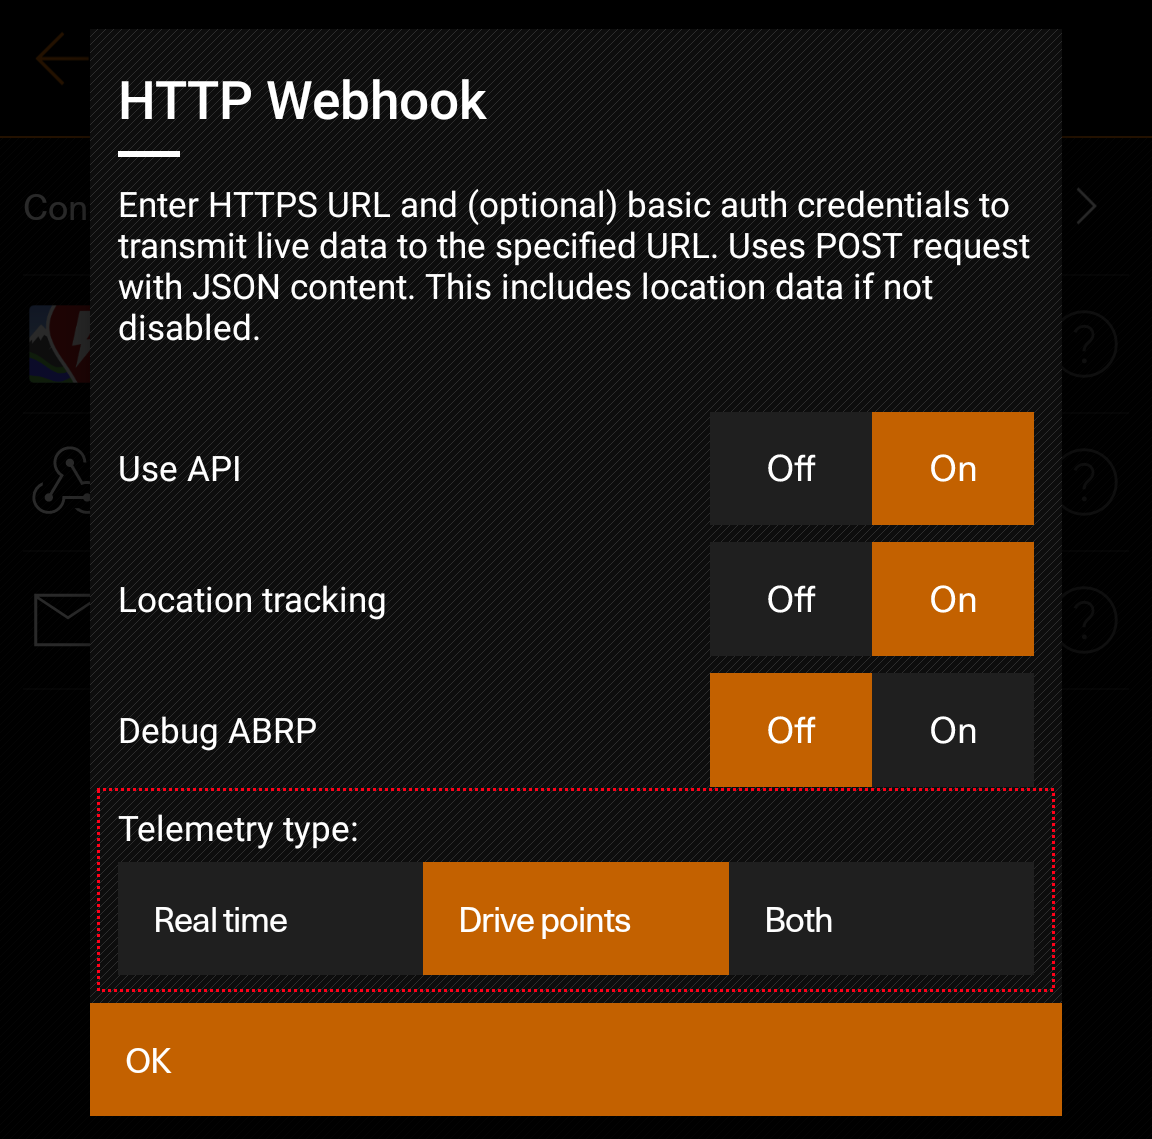 HTTP Webhook
Enter HTTPS URL and (optional) basic auth credentials to
transmit live data to the specified URL. Uses POST request
with JSON content. This includes location data if not
disabled.
Con
?
Use API Off On
?
Location tracking Off On
?
Debug ABRP Off On
Telemetry type:
Real time Drive points Both
OK